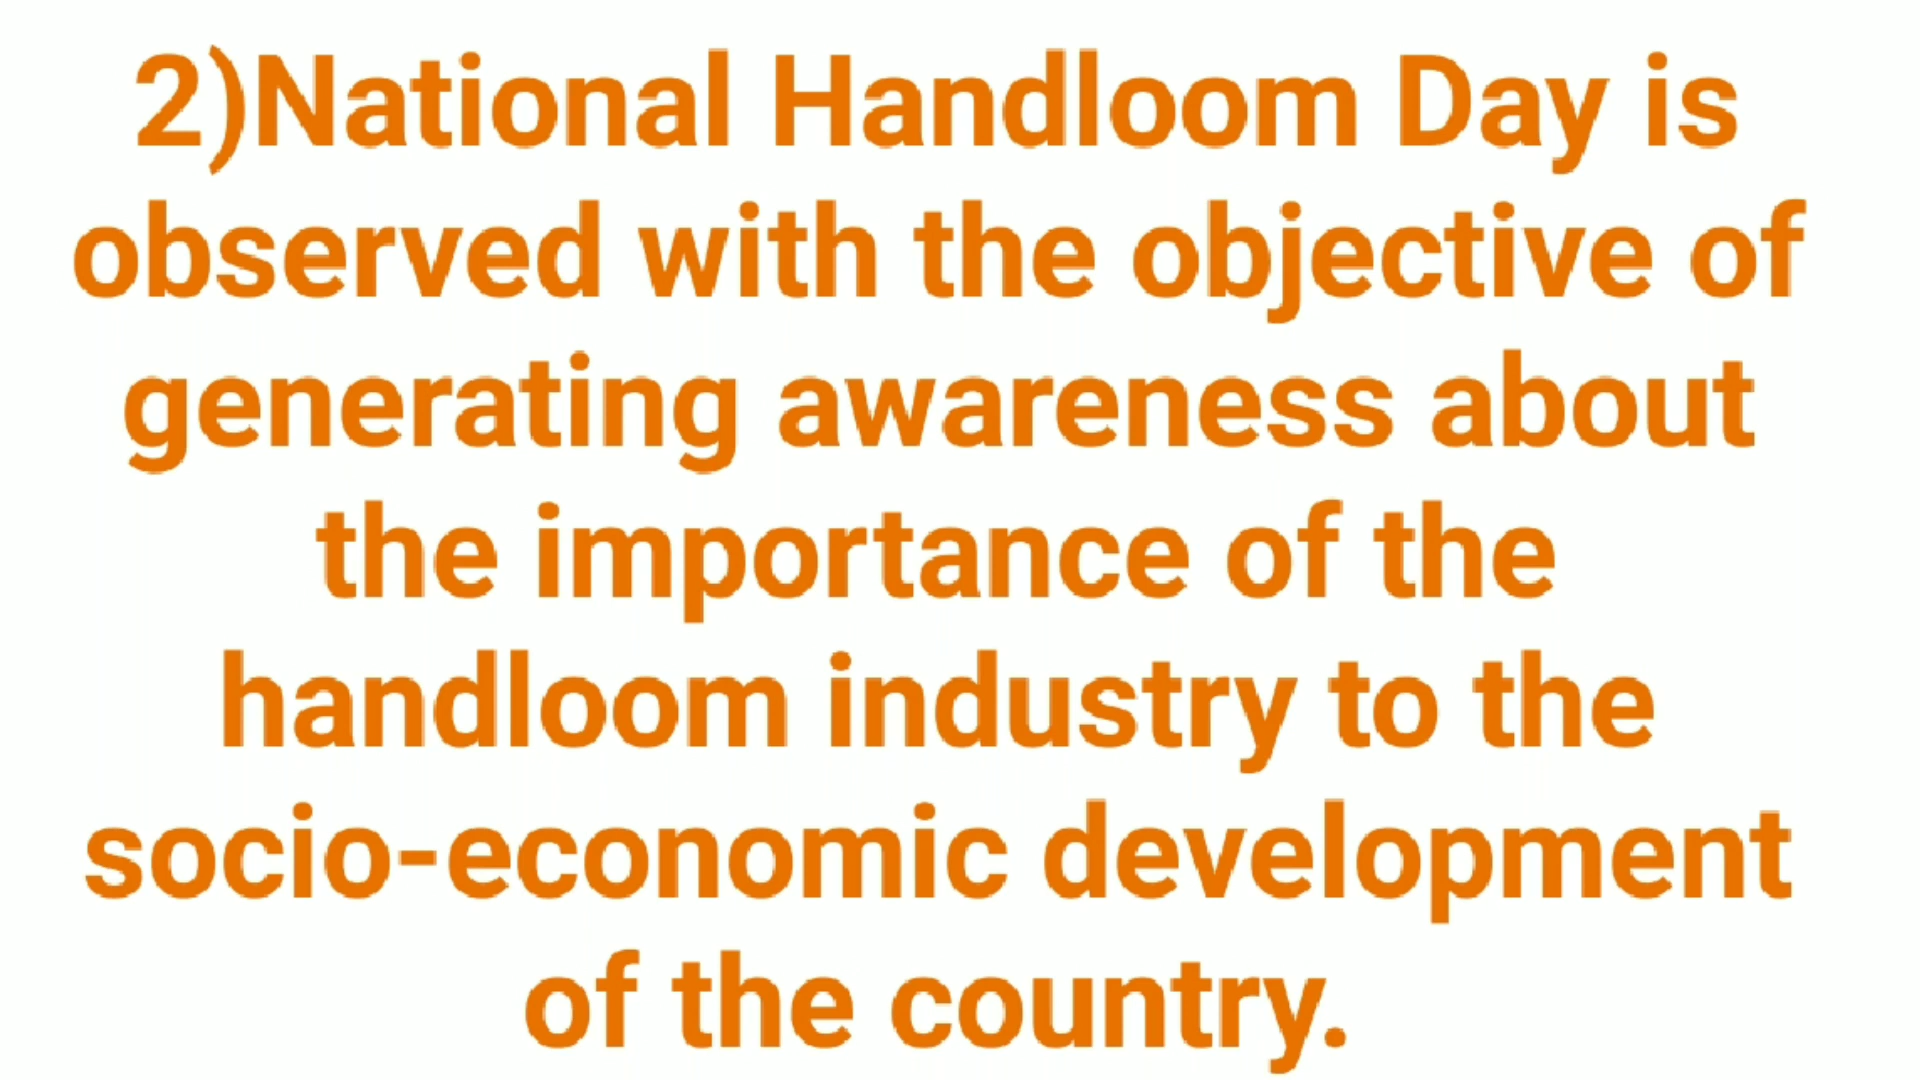 2)National Handloom Day is
observed with the objective of
generating awareness about
the importance of the
handloom industry to the
socio-economic development
of the country.